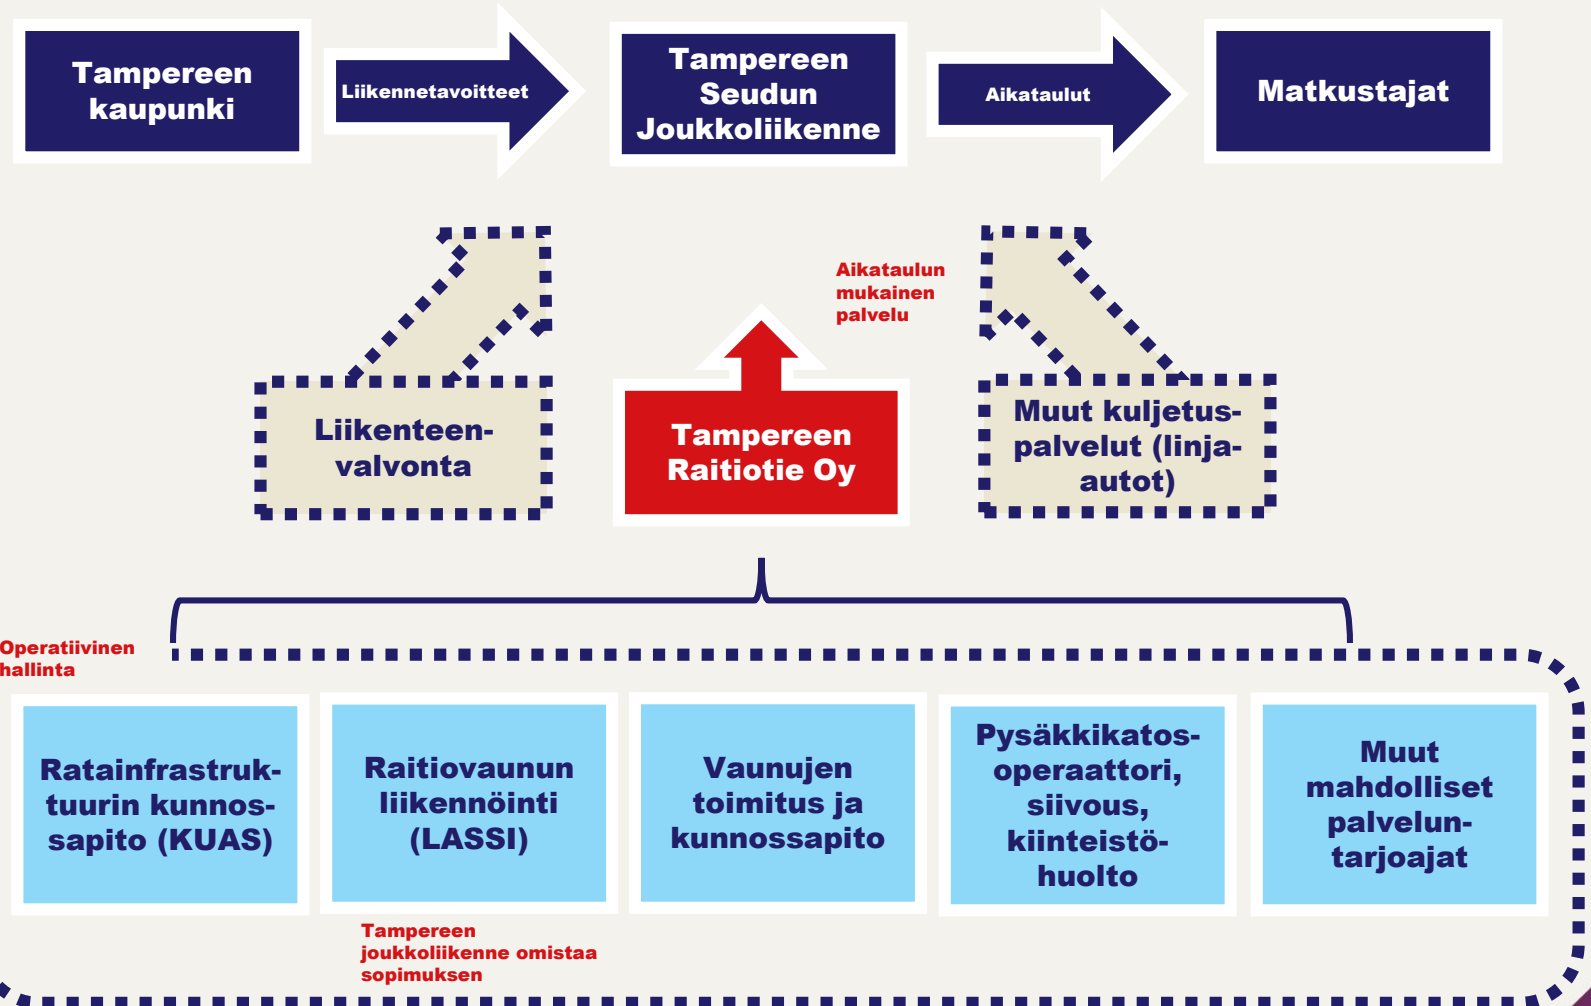 Tampereen
kaupunki
Liikennetavoitteet
Tampereen
Seudun
Joukkoliikenne
Aikataulut
Matkustajat
Aikataulun
mukainen
palvelu
Liikenteen-
valvonta
Tampereen
Raitiotie Oy
Muut kuljetus-
palvelut (linja-
autot)
Operatiivinen
hallinta
Ratainfrastruk-
tuurin kunnos-
sapito (KUAS)
Raitiovaunun
liikennöinti
(LASSI)
Vaunujen
toimitus ja
kunnossapito
Pysäkkikatos-
operaattori,
siivous,
kiinteistö-
huolto
Muut
mahdolliset
palvelun-
tarjoajat
Tampereen
joukkoliikenne omistaa
sopimuksen